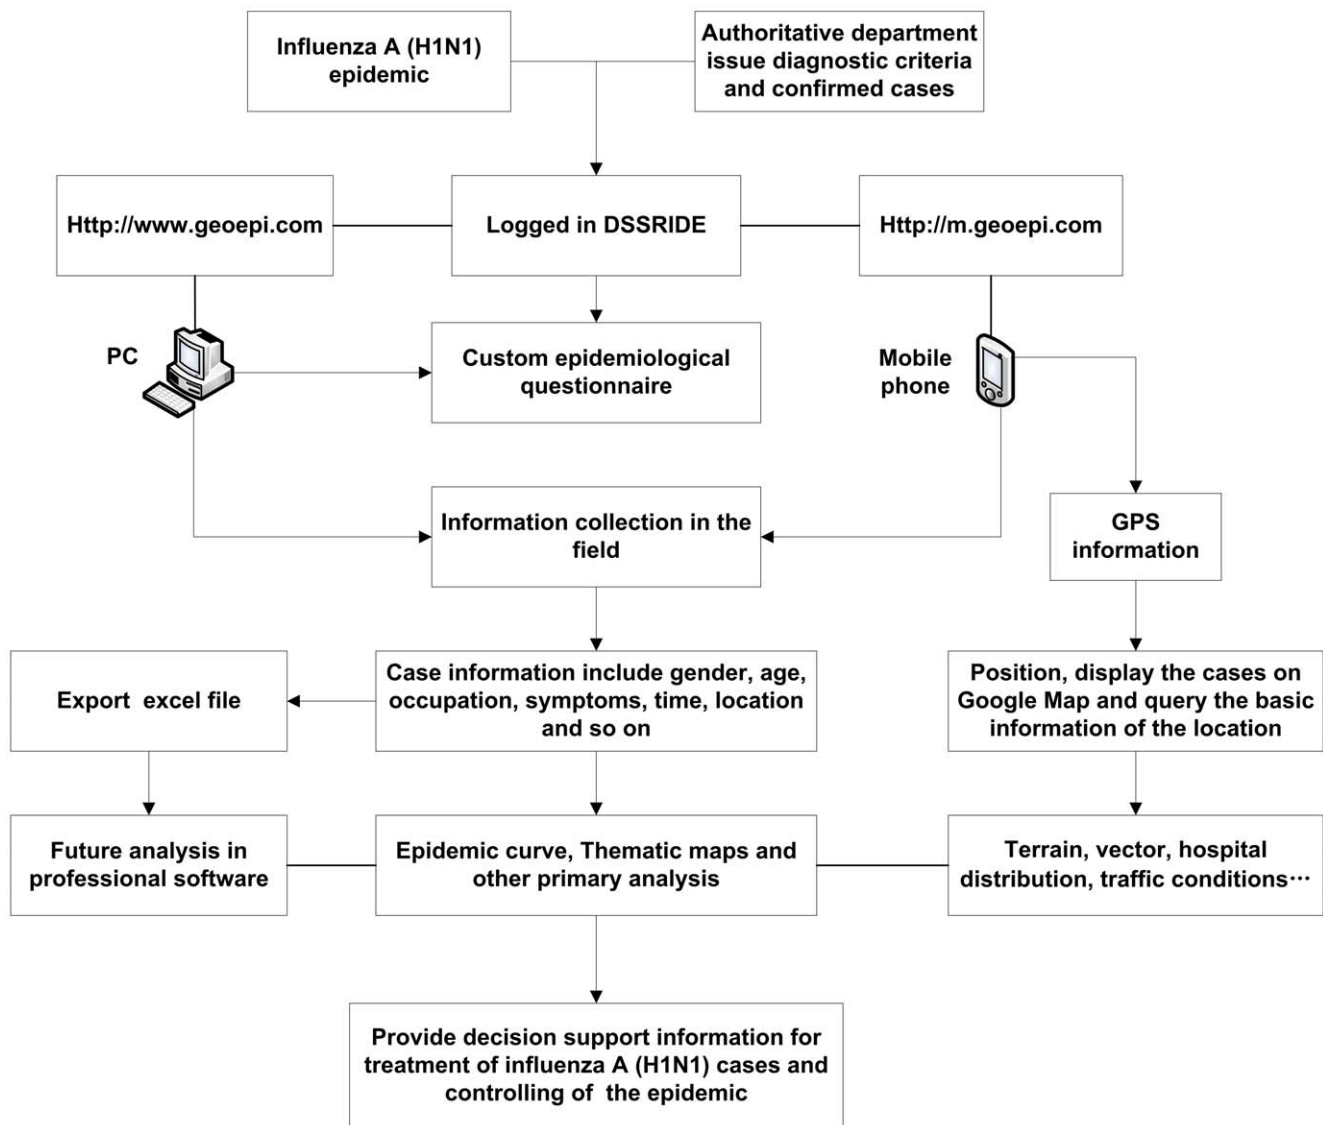 Influenza A (H1N1)
epidemic
Authoritative department
issue diagnostic criteria
and confirmed cases
Http://www.geoepi.com
Logged in DSSRIDE
Http://m.geoepi.com
PC
Custom epidemiological
questionnaire
Mobile
phone
Information collection in the
field
GPS
information
Export excel file
Case information include gender, age,
occupation, symptoms, time, location
and so on
Position, display the cases on
Google Map and query the basic
information of the location
Future analysis in
professional software
Epidemic curve, Thematic maps and
other primary analysis
Terrain, vector, hospital
distribution, traffic conditions···
Provide decision support information for
treatment of influenza A (H1N1) cases and
controlling of the epidemic